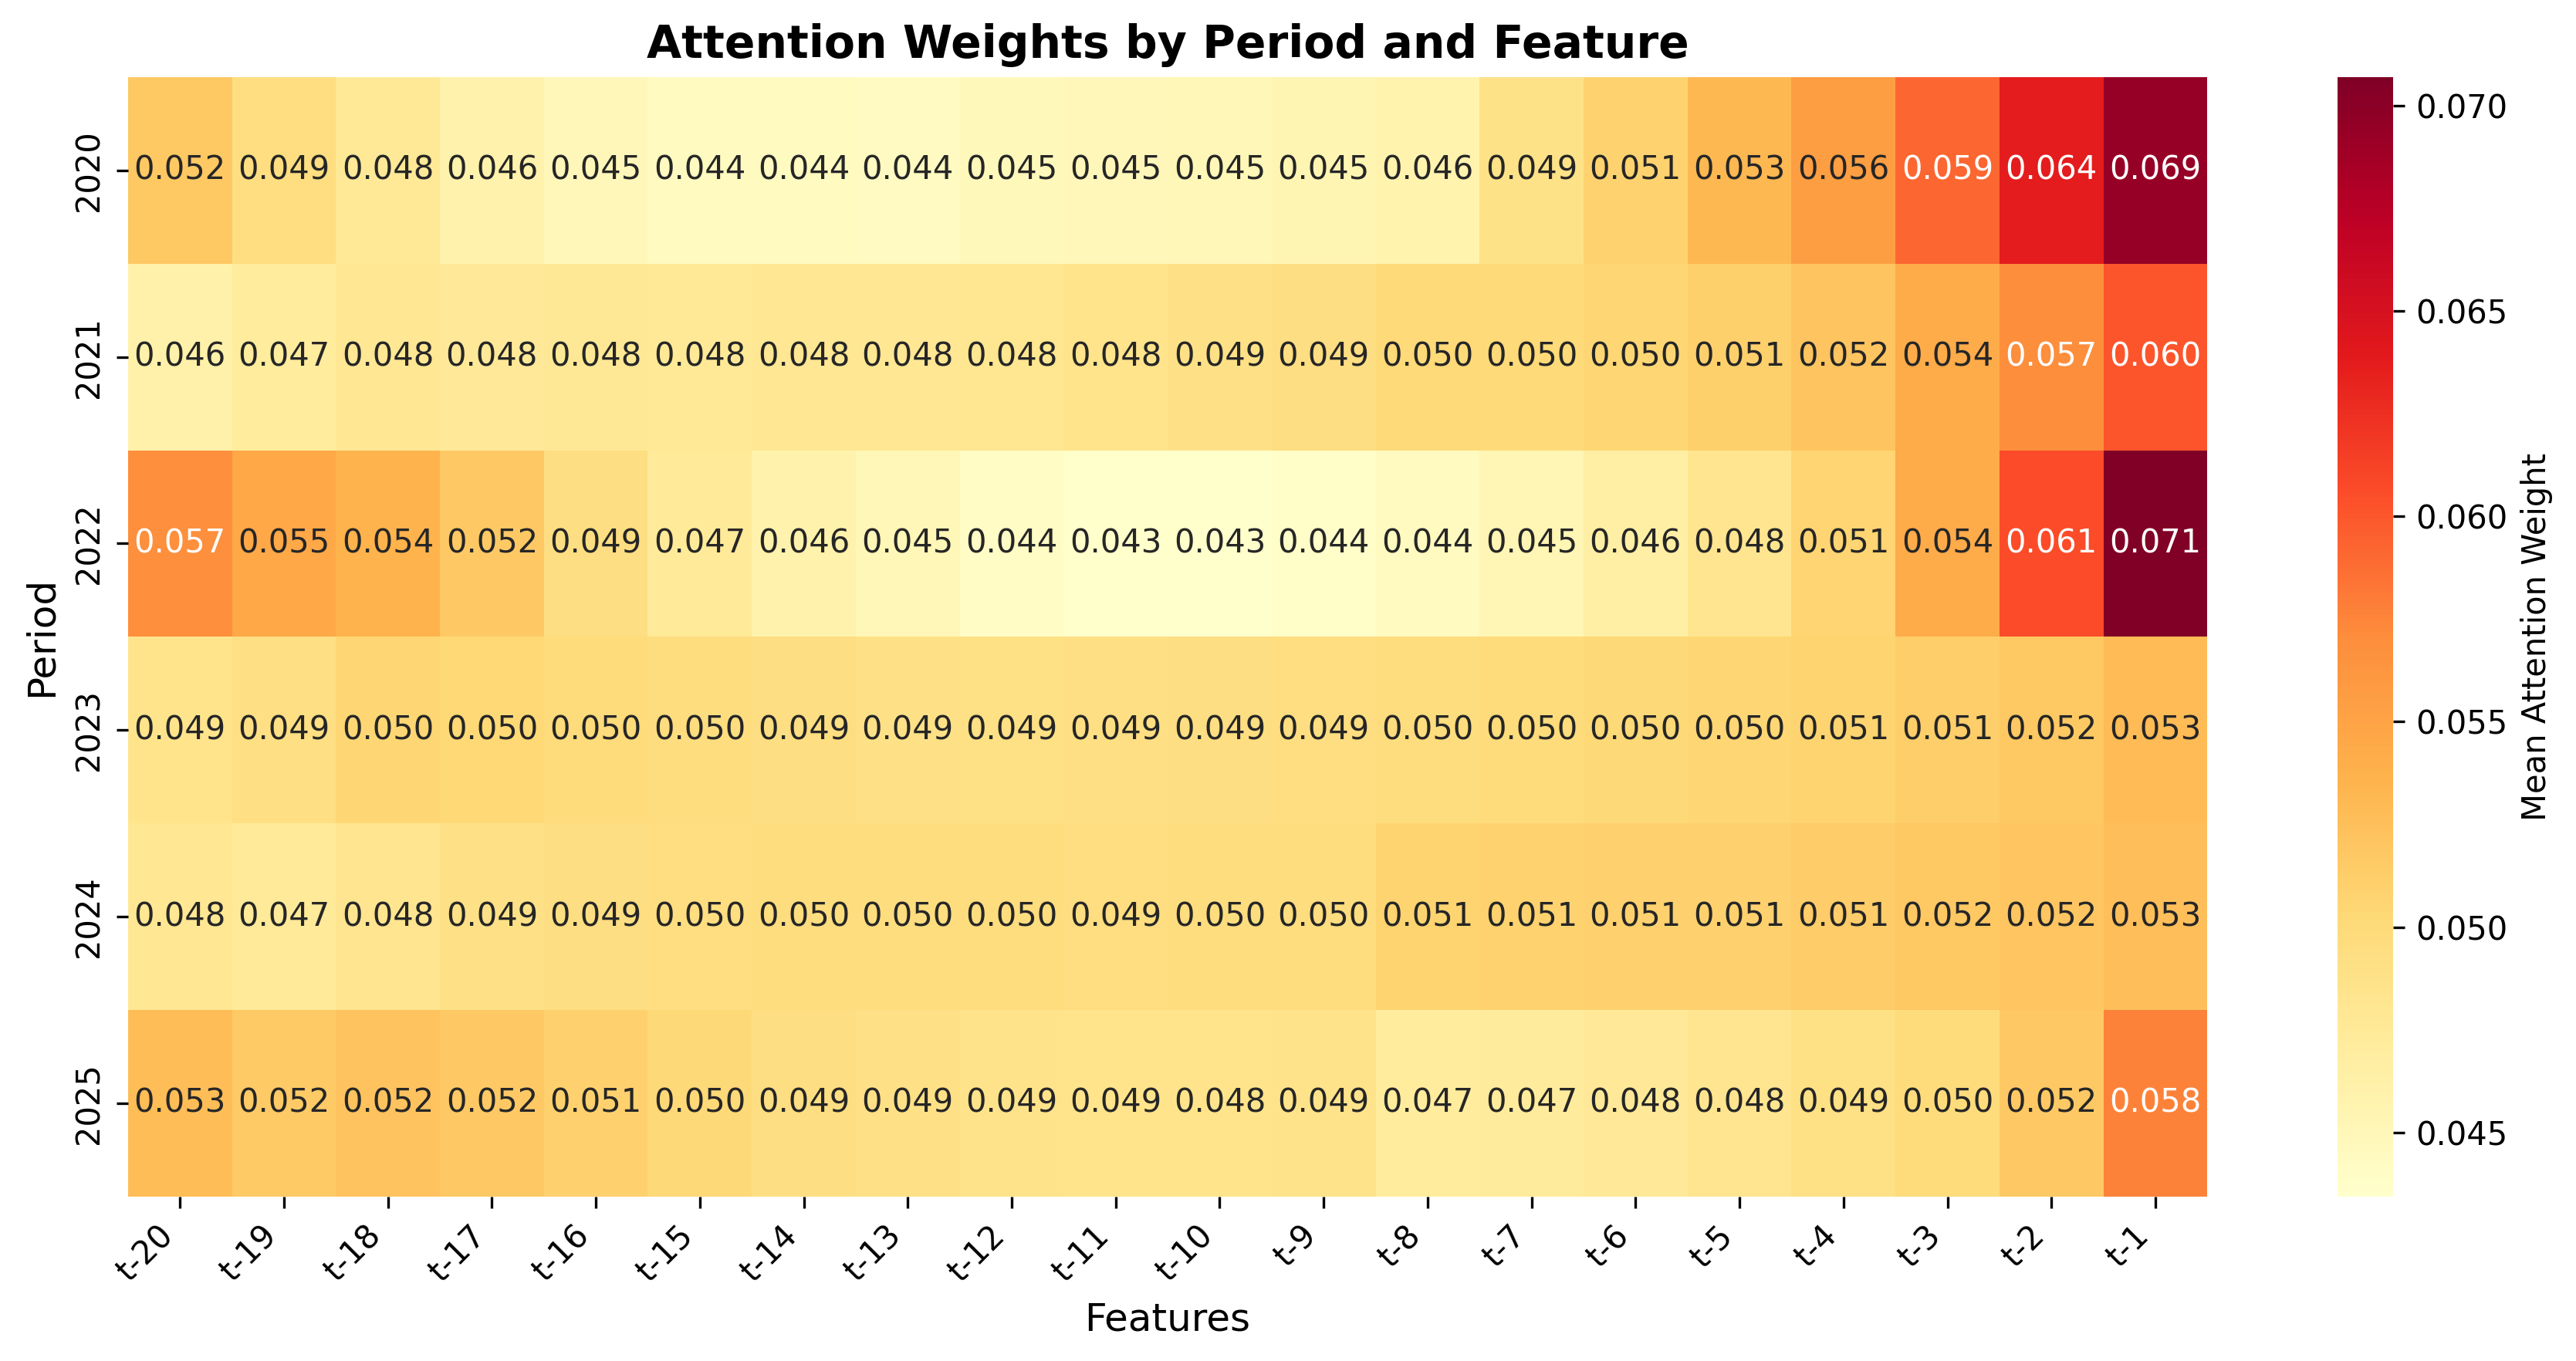 Attention Weights by Period and Feature
Period
2020 0.052 0.049 0.048 0.046 0.045 0.044 0.044 0.044 0.045 0.045 0.045 0.045 0.046 0.049 0.051 0.053 0.056 0.059 0.064 0.069
2021 0.046 0.047 0.048 0.048 0.048 0.048 0.048 0.048 0.048 0.048 0.049 0.049 0.050 0.050 0.050 0.051 0.052 0.054 0.057 0.060
2022 0.057 0.055 0.054 0.052 0.049 0.047 0.046 0.045 0.044 0.043 0.043 0.044 0.044 0.045 0.046 0.048 0.051 0.054 0.061 0.071
2023 0.049 0.049 0.050 0.050 0.050 0.050 0.049 0.049 0.049 0.049 0.049 0.049 0.050 0.050 0.050 0.050 0.051 0.051 0.052 0.053
2024 0.048 0.047 0.048 0.049 0.049 0.050 0.050 0.050 0.050 0.049 0.050 0.050 0.051 0.051 0.051 0.051 0.051 0.052 0.052 0.053
2025 0.053 0.052 0.052 0.052 0.051 0.050 0.049 0.049 0.049 0.049 0.048 0.049 0.047 0.047 0.048 0.048 0.049 0.050 0.052 0.058
t-20 t-19 t-18 t-17 t-16 t-15 t-14 t-13 t-12 t-11 t-10 t-9 t-8 t-7 t-6 t-5 t-4 t-3 t-2 t-1
Features
0.070
0.065
0.060
0.055
0.050
0.045
Mean Attention Weight